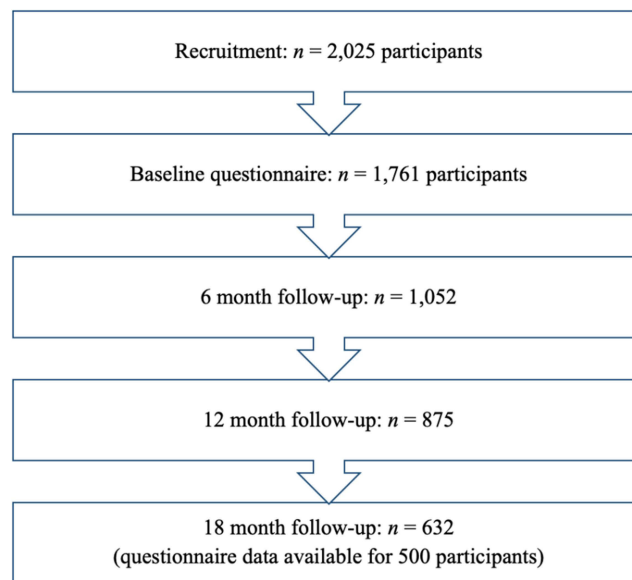 Recruitment: n = 2,025 participants
Baseline questionnaire: n = 1,761 participants
6 month follow-up: n = 1,052
12 month follow-up: n = 875
18 month follow-up: n = 632
(questionnaire data available for 500 participants)